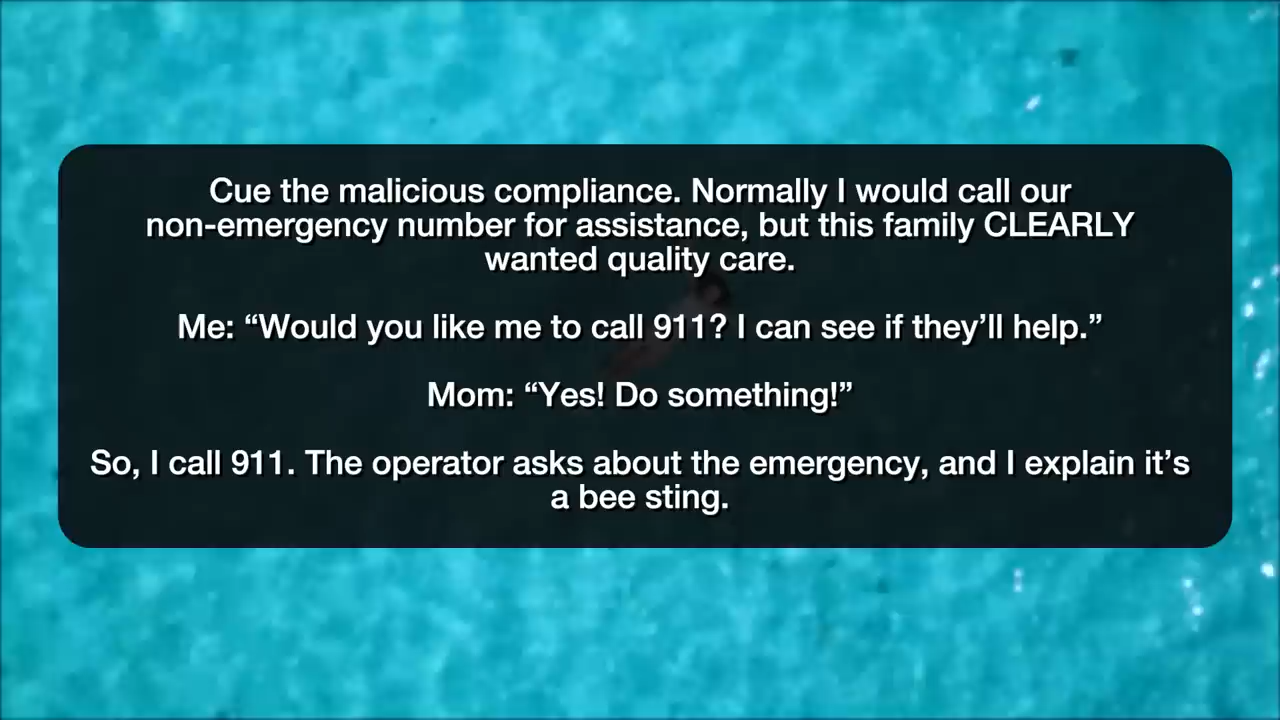 Cue the malicious compliance. Normally I would call our
non-emergency number for assistance, but this family CLEARLY
wanted quality care.
Me: “Would you like me to call 911? I can see if they’ll help.”
Mom: “Yes! Do something!”
So, I call 911. The operator asks about the emergency, and I explain it’s
a bee sting.